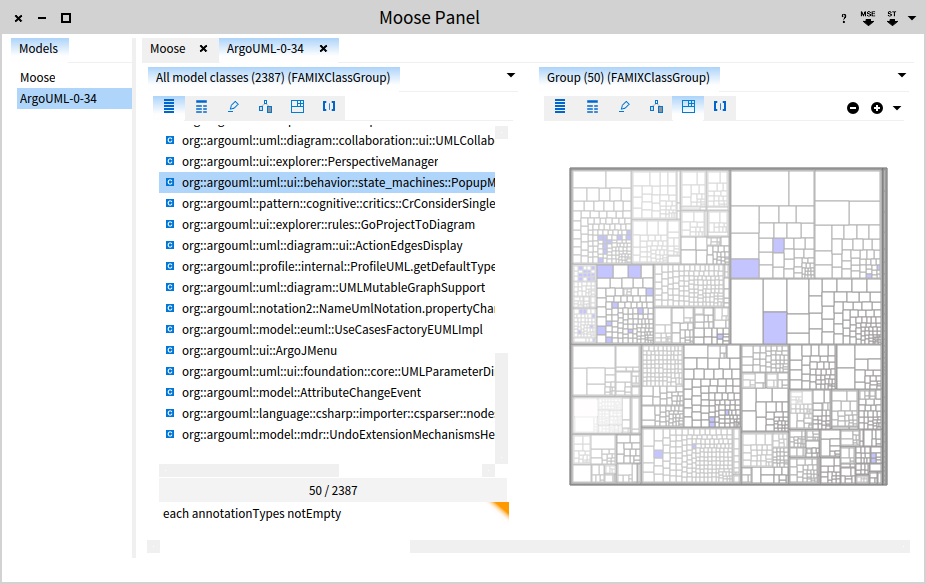 Moose Panel
?
MSE
ST
Models
Moose
ArgoUML-0-34
Moose
ArgoUML-0-34
All model classes (2387) (FAMIXClassGroup)
org::argouml::uml::diagram::collaboration::ui::UMLCollab
org::argouml::ui::explorer::PerspectiveManager
org::argouml::uml::ui::behavior::state_machines::PopupM
org::argouml::pattern::cognitive::critics::CrConsiderSingle
org::argouml::ui::explorer::rules::GoProjectToDiagram
org::argouml::uml::diagram::ui::ActionEdgesDisplay
org::argouml::profile::internal::ProfileUML.getDefaultType
org::argouml::uml::diagram::UMLMutableGraphSupport
org::argouml::notation2::NameUmlNotation.propertyChan
org::argouml::model::euml::UseCasesFactoryEUMLImpl
org::argouml::ui::ArgoJMenu
org::argouml::uml::ui::foundation::core::UMLParameterDi
org::argouml::model::AttributeChangeEvent
org::argouml::language::csharp::importer::csparser::node
org::argouml::model::mdr::UndoExtensionMechanismsHe
50 / 2387
each annotationTypes notEmpty
Group (50) (FAMIXClassGroup)